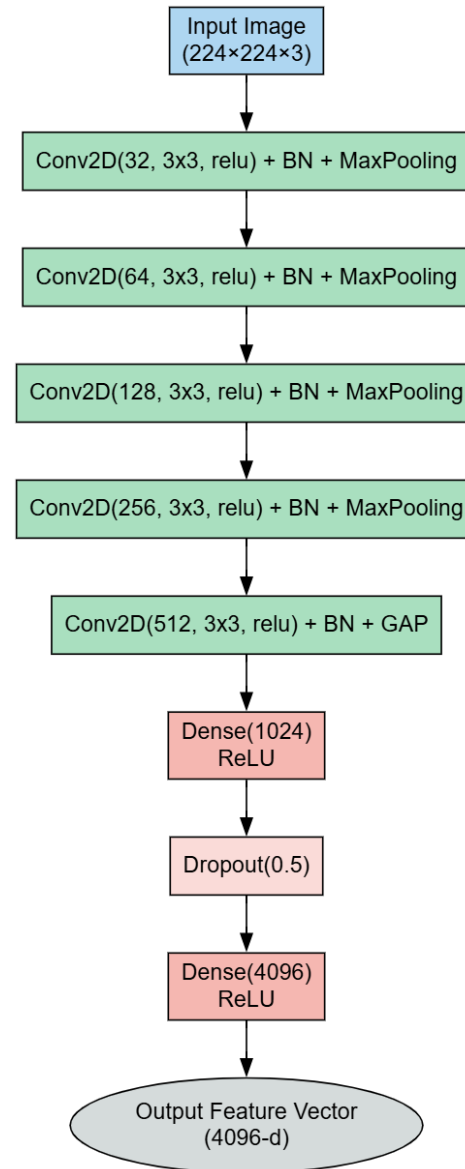 Input Image
(224×224×3)
Conv2D(32, 3x3, relu) + BN + MaxPooling
Conv2D(64, 3x3, relu) + BN + MaxPooling
Conv2D(128, 3x3, relu) + BN + MaxPooling
Conv2D(256, 3x3, relu) + BN + MaxPooling
Conv2D(512, 3x3, relu) + BN + GAP
Dense(1024)
ReLU
Dropout(0.5)
Dense(4096)
ReLU
Output Feature Vector
(4096-d)